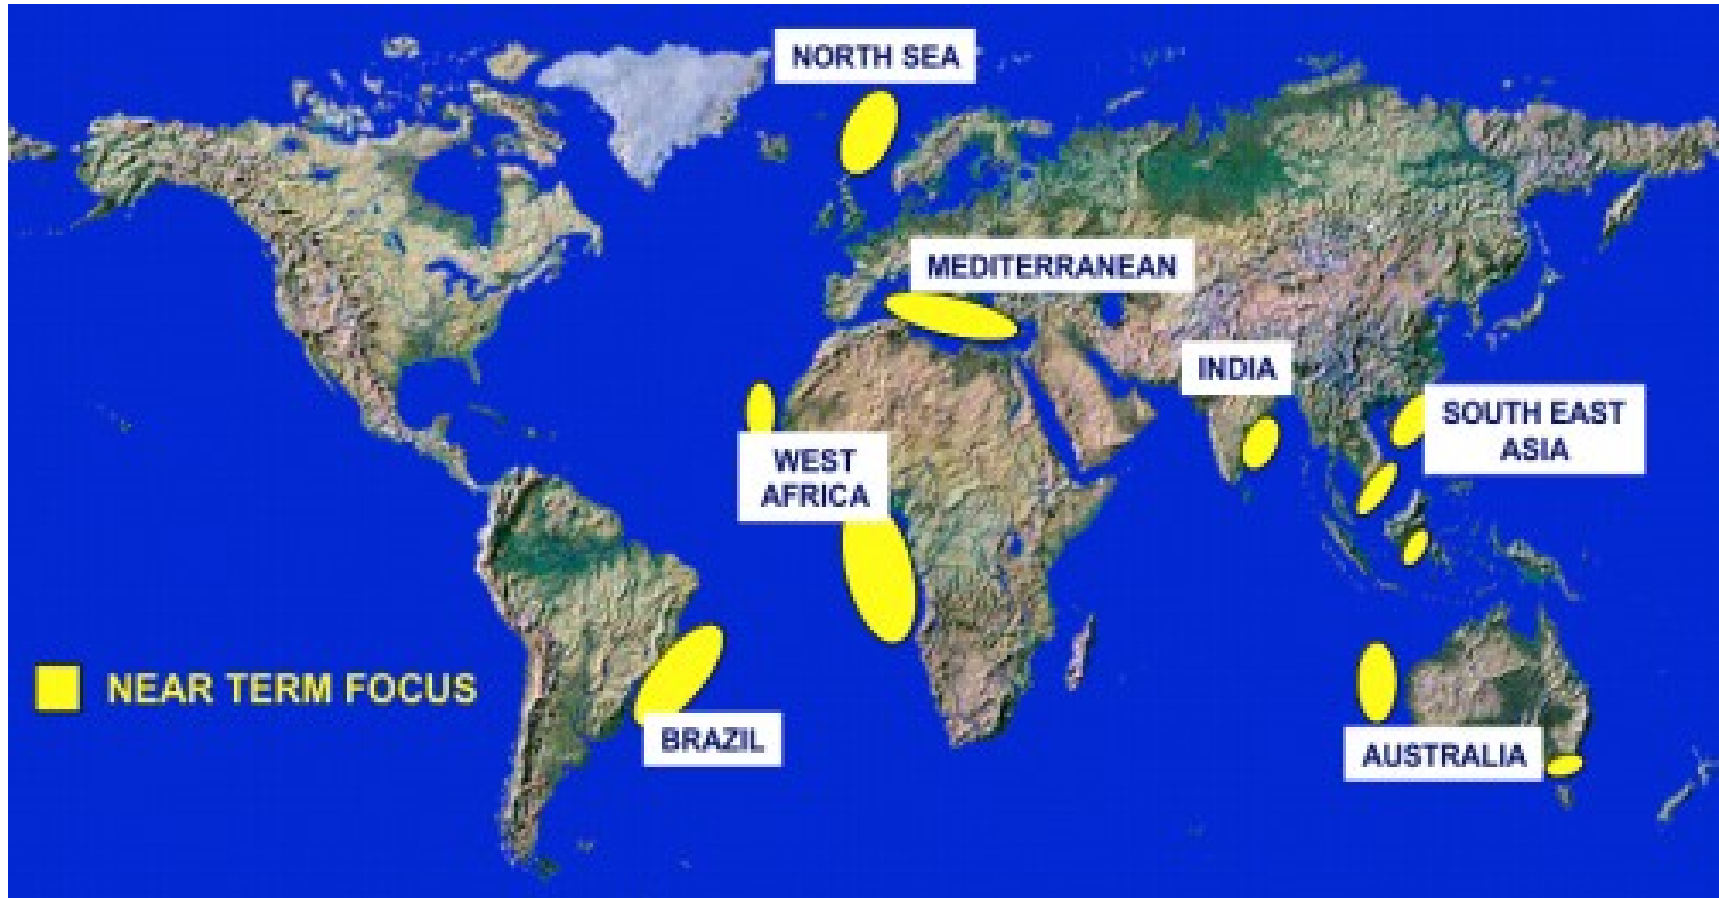 NORTH SEA
MEDITERRANEAN
INDIA
SOUTH EAST
ASIA
WEST
AFRICA
NEAR TERM FOCUS
BRAZIL
AUSTRALIA